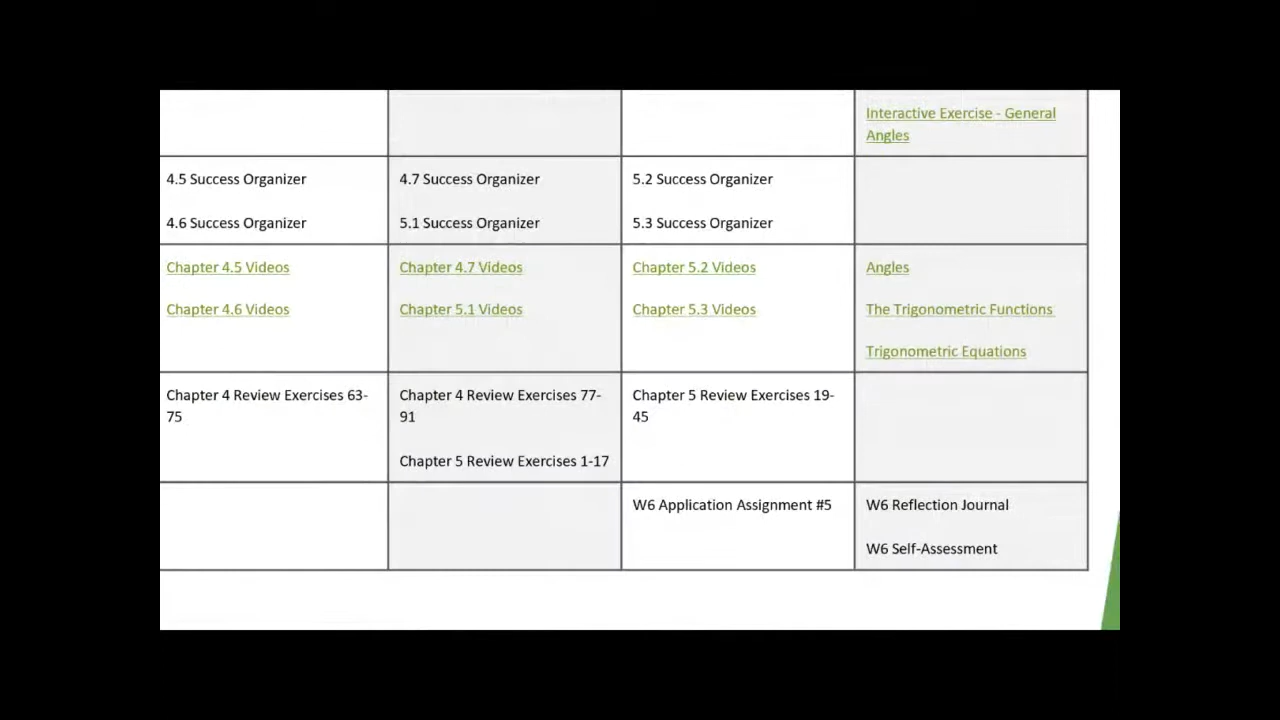 Interactive Exercise - General
Angles
4.5 Success Organizer
4.6 Success Organizer
4.7 Success Organizer
5.1 Success Organizer
5.2 Success Organizer
5.3 Success Organizer
Chapter 4.5 Videos
Chapter 4.6 Videos
Chapter 4.7 Videos
Chapter 5.1 Videos
Chapter 5.2 Videos
Chapter 5.3 Videos
Angles
The Trigonometric Functions
Trigonometric Equations
Chapter 4 Review Exercises 63-
75
Chapter 4 Review Exercises 77-
91
Chapter 5 Review Exercises 1-17
Chapter 5 Review Exercises 19-
45
W6 Application Assignment #5
W6 Reflection Journal
W6 Self-Assessment